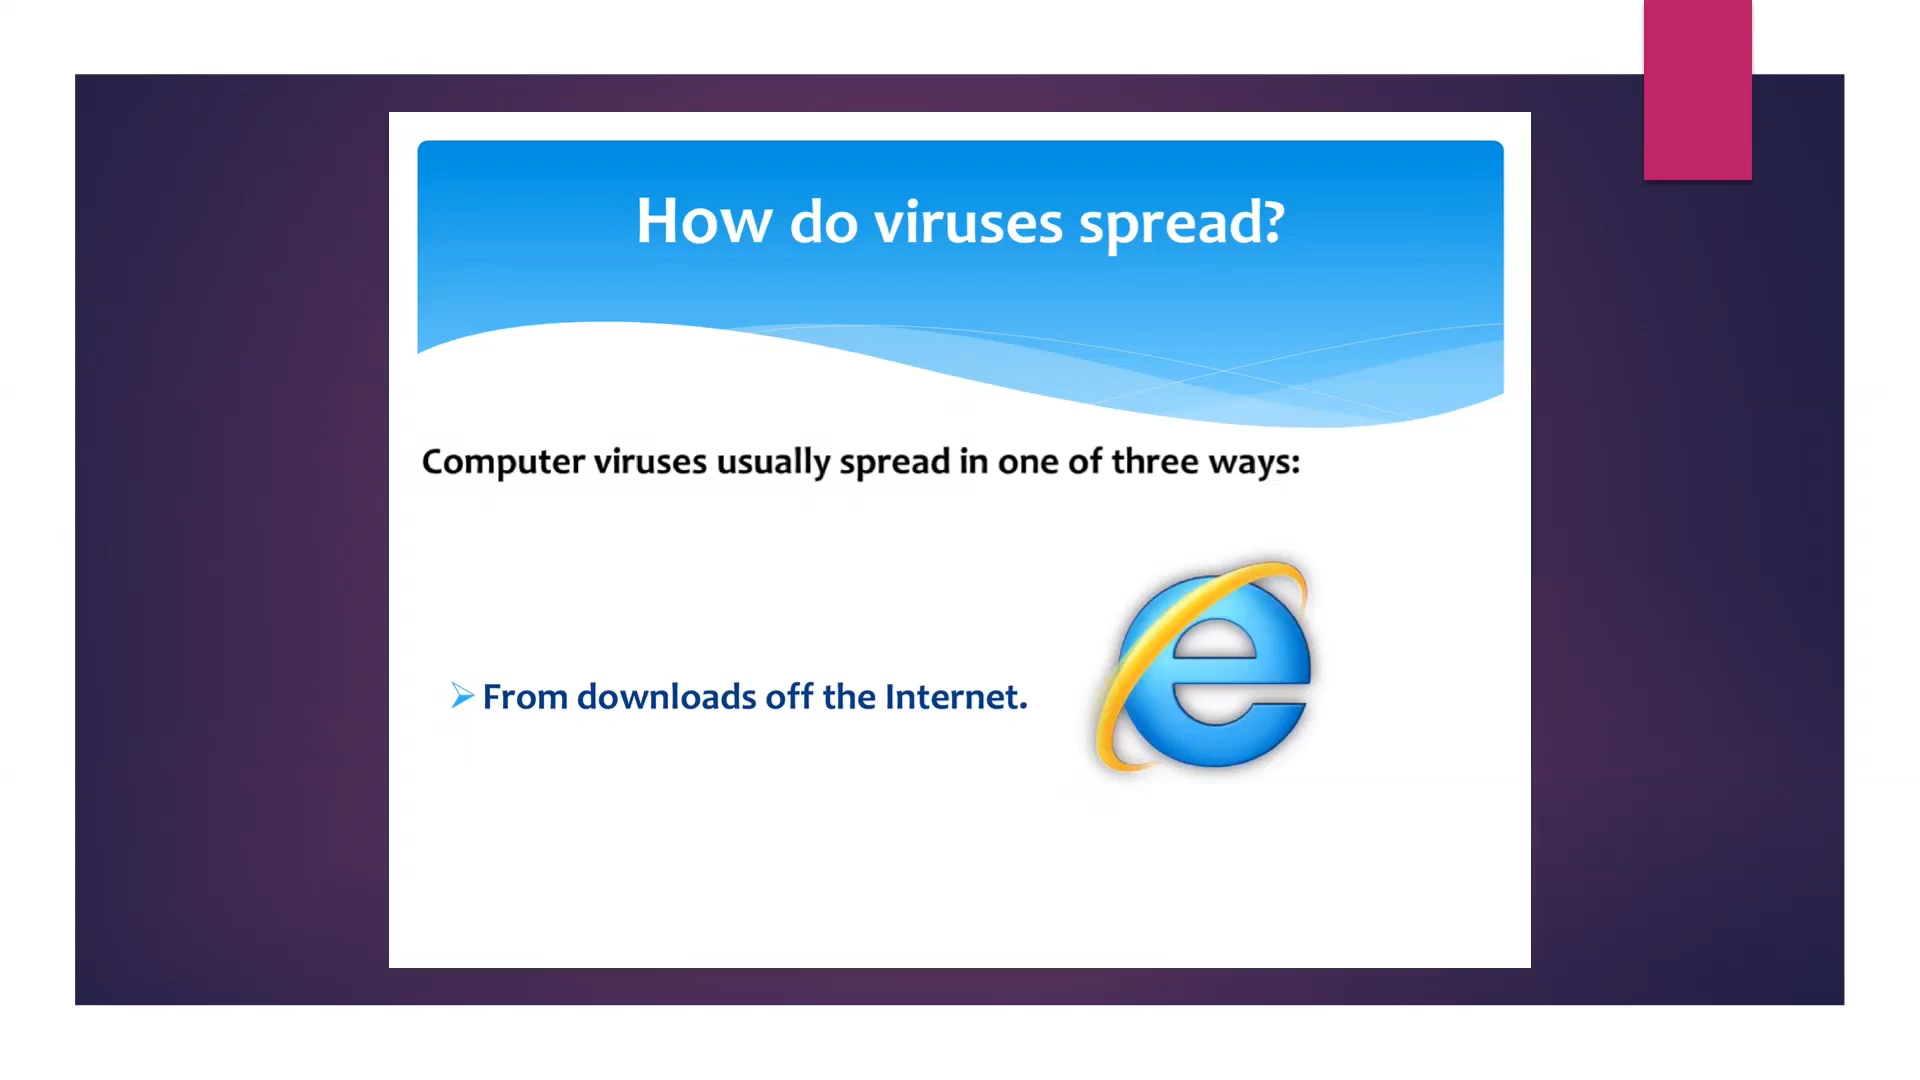 How do viruses spread?
Computer viruses usually spread in one of three ways:
From downloads off the Internet.